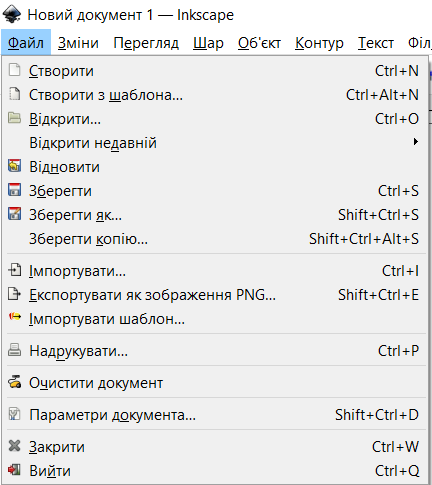 Новий документ 1 — Inkscape
Файл Зміни Перегляд Шар Об'єкт Контур Текст Філ
Створити Ctrl+N
Створити з шаблона... Ctrl+Alt+N
Відкрити... Ctrl+O
Відкрити недавній
Відновити
Зберегти Ctrl+S
Зберегти як... Shift+Ctrl+S
Зберегти копію... Shift+Ctrl+Alt+S
Імпортувати... Ctrl+I
Експортувати як зображення PNG... Shift+Ctrl+E
Імпортувати шаблон...
Надрукувати... Ctrl+P
Очистити документ
Параметри документа... Shift+Ctrl+D
Закрити Ctrl+W
Вийти Ctrl+Q